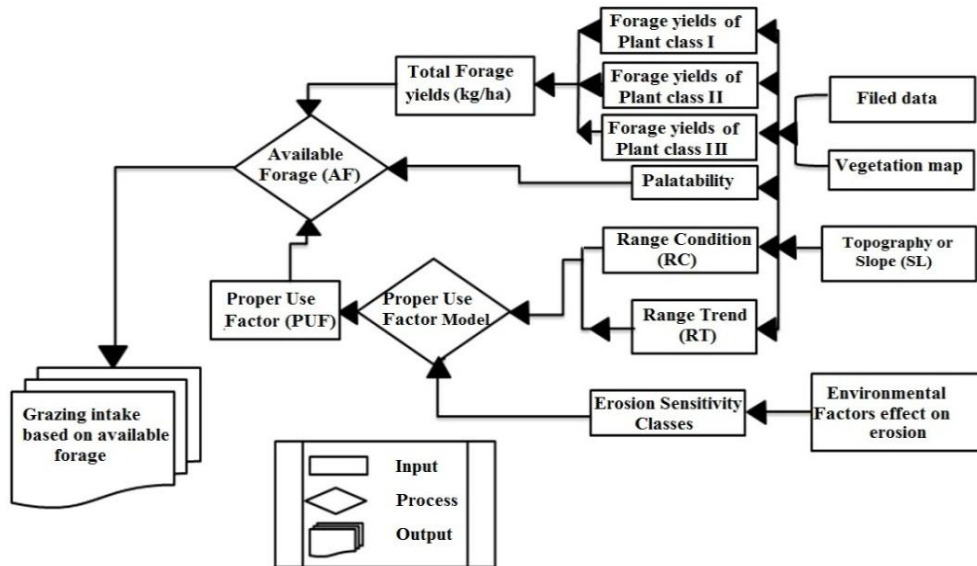 Forage yields of
Plant class I
Total Forage
yields (kg/ha)
Forage yields of
Plant class II
Filed data
Forage yields of
Plant class III
Available
Forage (AF)
Vegetation map
Palatability
Range Condition
(RC)
Topography or
Slope (SL)
Proper Use
Factor (PUF)
Proper Use
Factor Model
Range Trend
(RT)
Grazing intake
based on available
forage
Erosion Sensitivity
Classes
Environmental
Factors effect on
erosion
Input
Process
Output